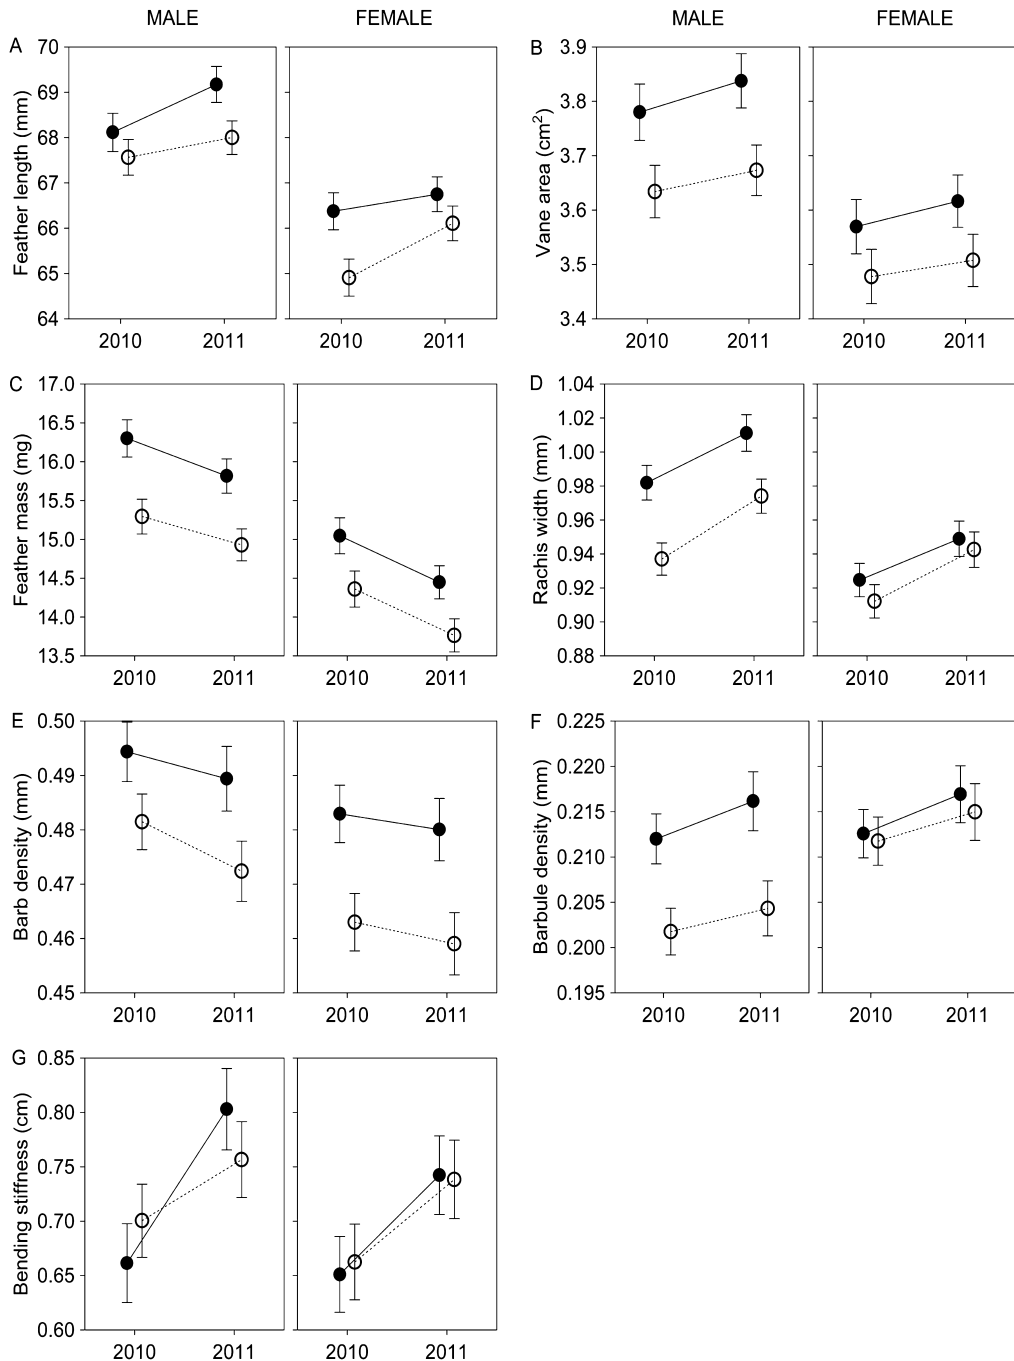 MALE FEMALE MALE FEMALE
A
Feather length (mm)
70
69
68
67
66
65
64
2010 2011 2010 2011
B
Vane area (cm²)
3.9
3.8
3.7
3.6
3.5
3.4
2010 2011 2010 2011
C
Feather mass (mg)
17.0
16.5
16.0
15.5
15.0
14.5
14.0
13.5
2010 2011 2010 2011
D
Rachis width (mm)
1.04
1.02
1.00
0.98
0.96
0.94
0.92
0.90
0.88
2010 2011 2010 2011
E
Barb density (mm)
0.50
0.49
0.48
0.47
0.46
0.45
2010 2011 2010 2011
F
Barbule density (mm)
0.225
0.220
0.215
0.210
0.205
0.200
0.195
2010 2011 2010 2011
G
Bending stiffness (cm)
0.85
0.80
0.75
0.70
0.65
0.60
2010 2011 2010 2011